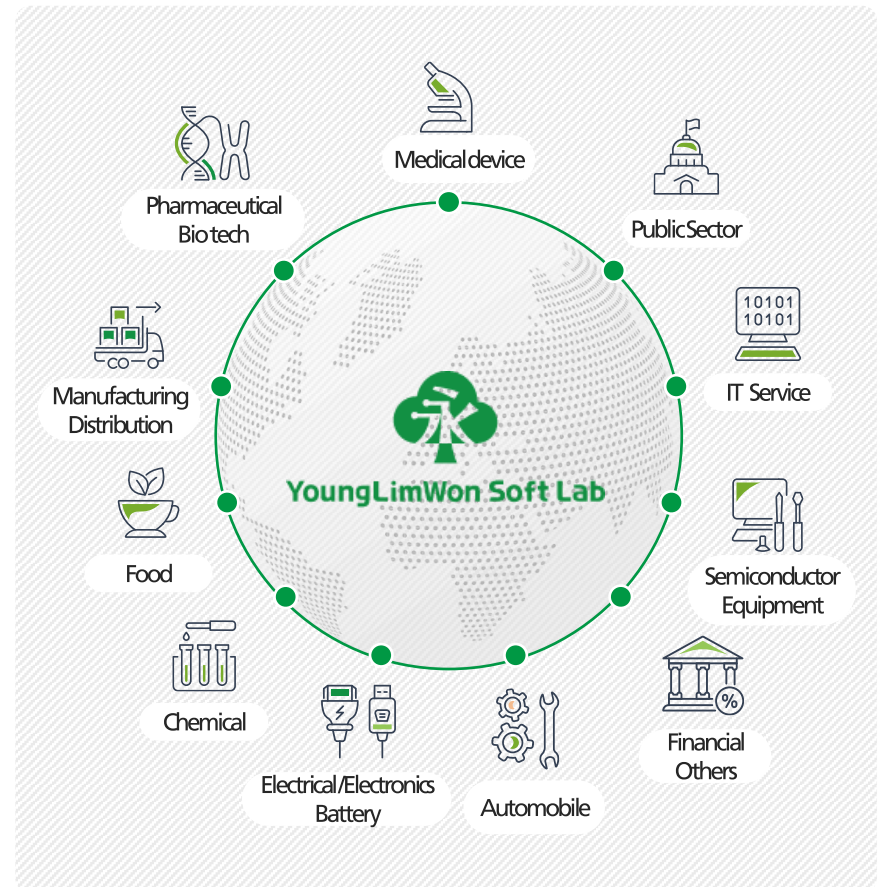 Medical device
Public Sector
IT Service
10101
10101
Semiconductor
Equipment
Financial
Others
%
Automobile
Electrical/Electronics
Battery
Chemical
Food
Manufacturing
Distribution
Pharmaceutical
Bio tech
永
YoungLimWon Soft Lab